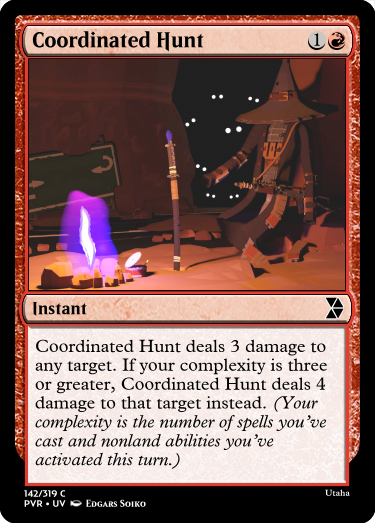 Coordinated Hunt 1
Instant
Coordinated Hunt deals 3 damage to
any target. If your complexity is three
or greater, Coordinated Hunt deals 4
damage to that target instead. (Your
complexity is the number of spells you've
cast and nonland abilities you've
activated this turn.)
142/319 C Utaha
PVR • UV Edgars Soiko